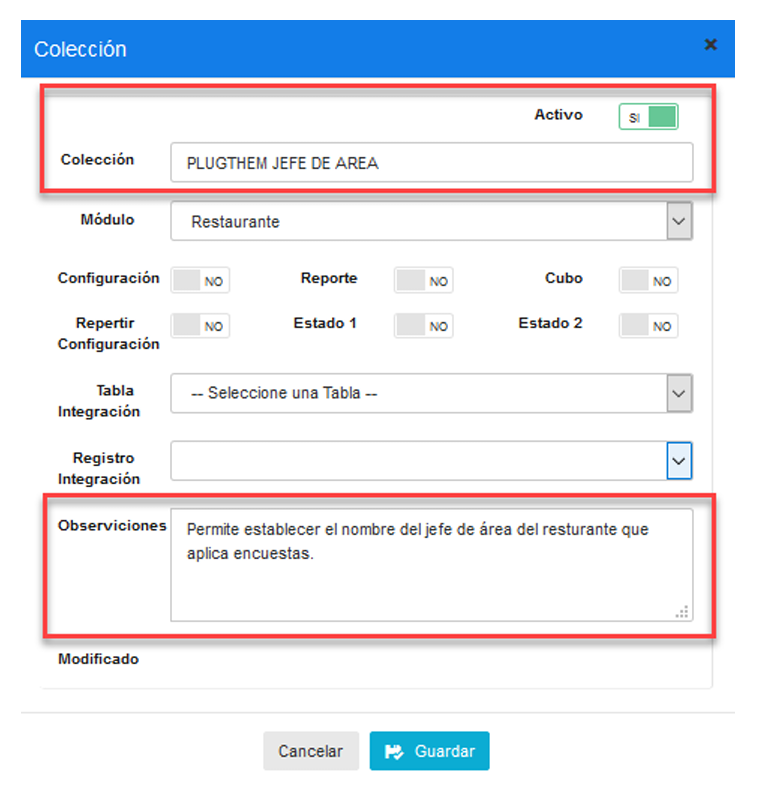 Colección
Activo SI
Colección PLUGTHEM JEFE DE AREA
Módulo Restaurante
Configuración NO Reporte NO Cubo NO
Repertir Configuración NO Estado 1 NO Estado 2 NO
Tabla Integración -- Seleccione una Tabla --
Registro Integración
Observiciones Permite establecer el nombre del jefe de área del resturante que
aplica encuestas.
Modificado
Cancelar Guardar